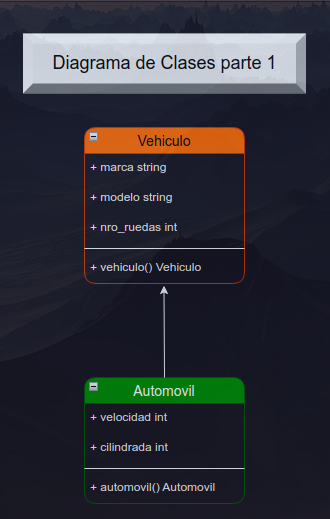 Diagrama de Clases parte 1
Vehiculo
+ marca string
+ modelo string
+ nro_ruedas int
+ vehiculo() Vehiculo
Automovil
+ velocidad int
+ cilindrada int
+ automovil() Automovil